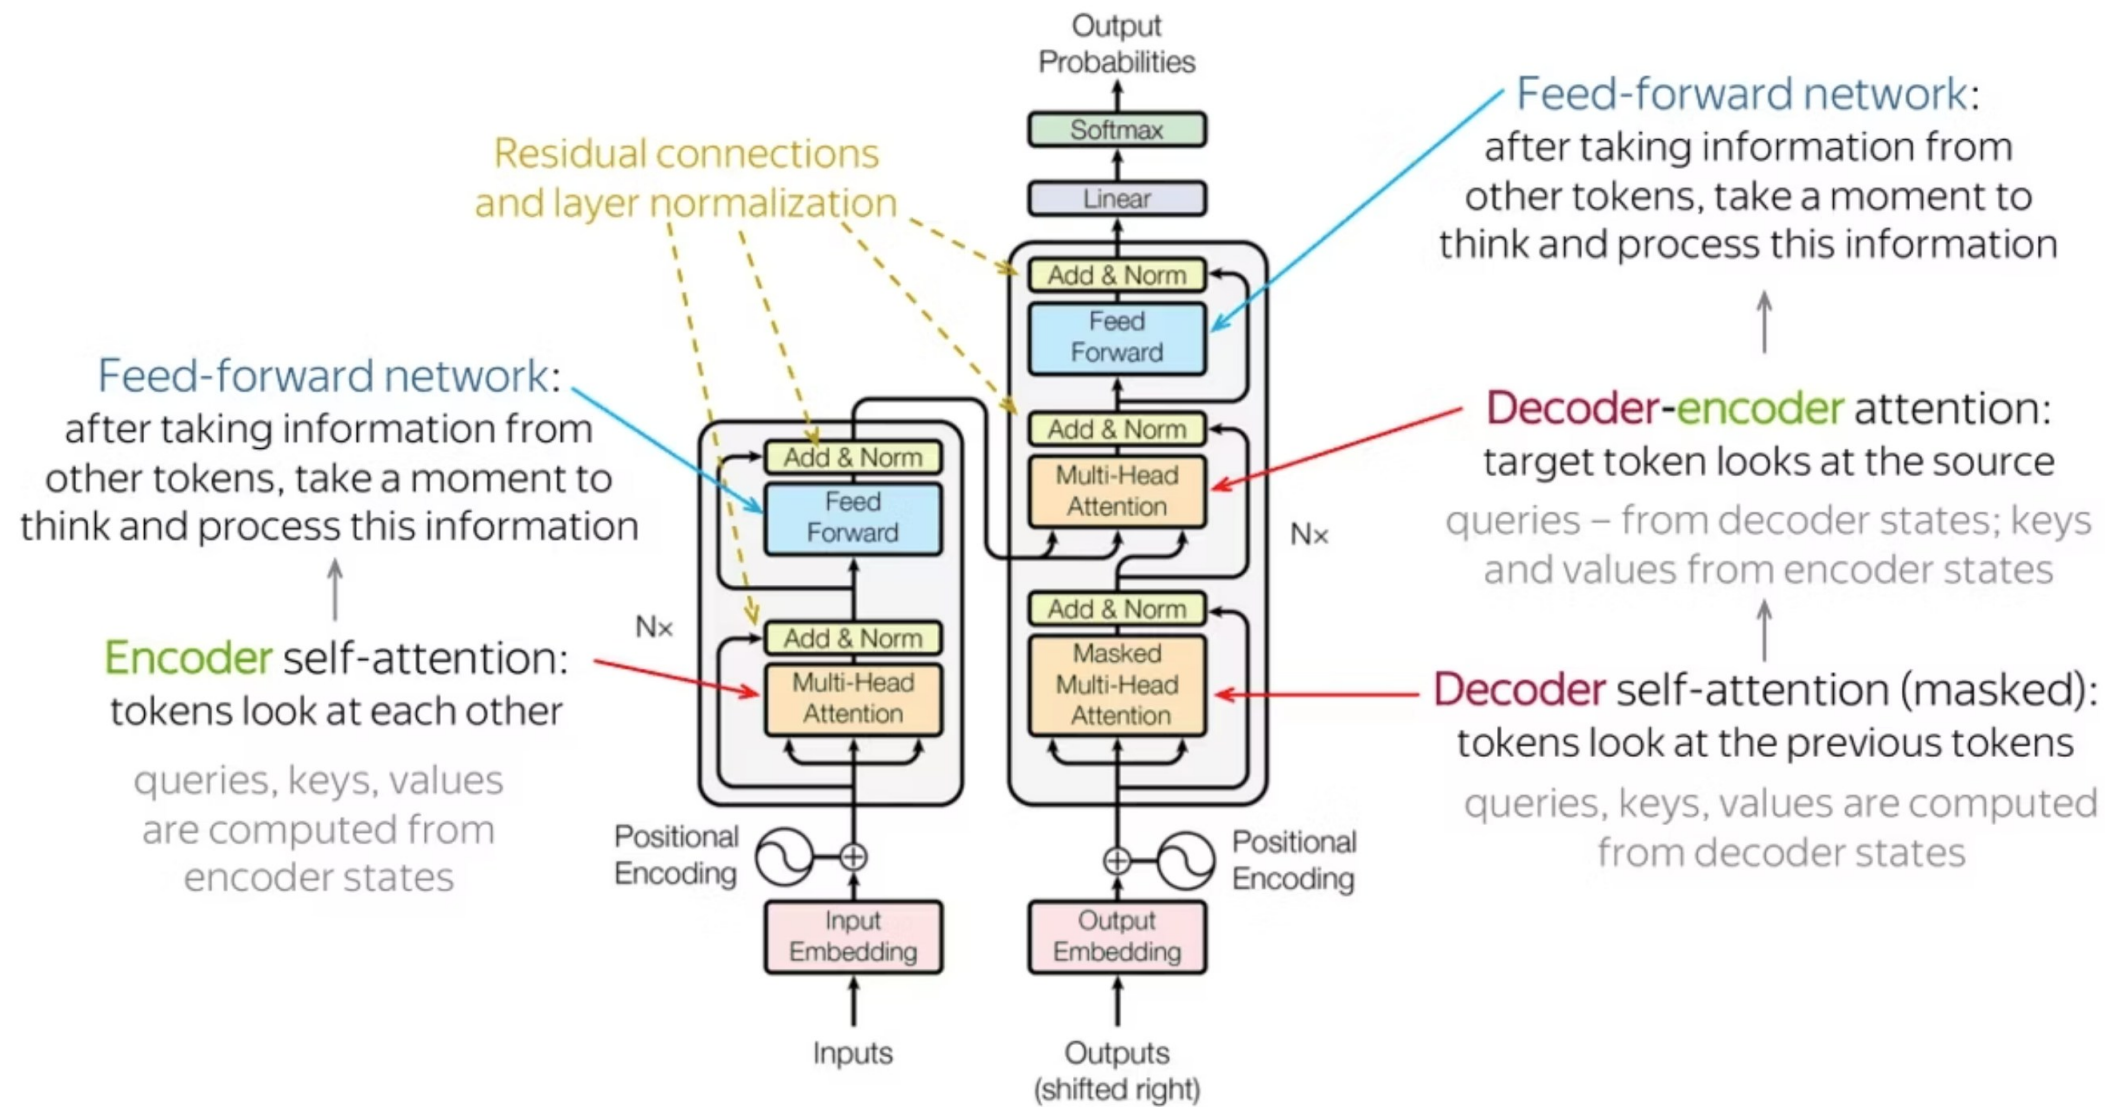 Output
Probabilities
Softmax
Linear
Add & Norm
Feed
Forward
Add & Norm
Multi-Head
Attention
Add & Norm
Masked
Multi-Head
Attention
N×
Positional
Encoding
Output
Embedding
Outputs
(shifted right)
Residual connections
and layer normalization
Add & Norm
Feed
Forward
Add & Norm
Multi-Head
Attention
N×
Positional
Encoding
Input
Embedding
Inputs
Feed-forward network:
after taking information from
other tokens, take a moment to
think and process this information
Encoder self-attention:
tokens look at each other
queries, keys, values
are computed from
encoder states
Feed-forward network:
after taking information from
other tokens, take a moment to
think and process this information
Decoder-encoder attention:
target token looks at the source
queries – from decoder states; keys
and values from encoder states
Decoder self-attention (masked):
tokens look at the previous tokens
queries, keys, values are computed
from decoder states